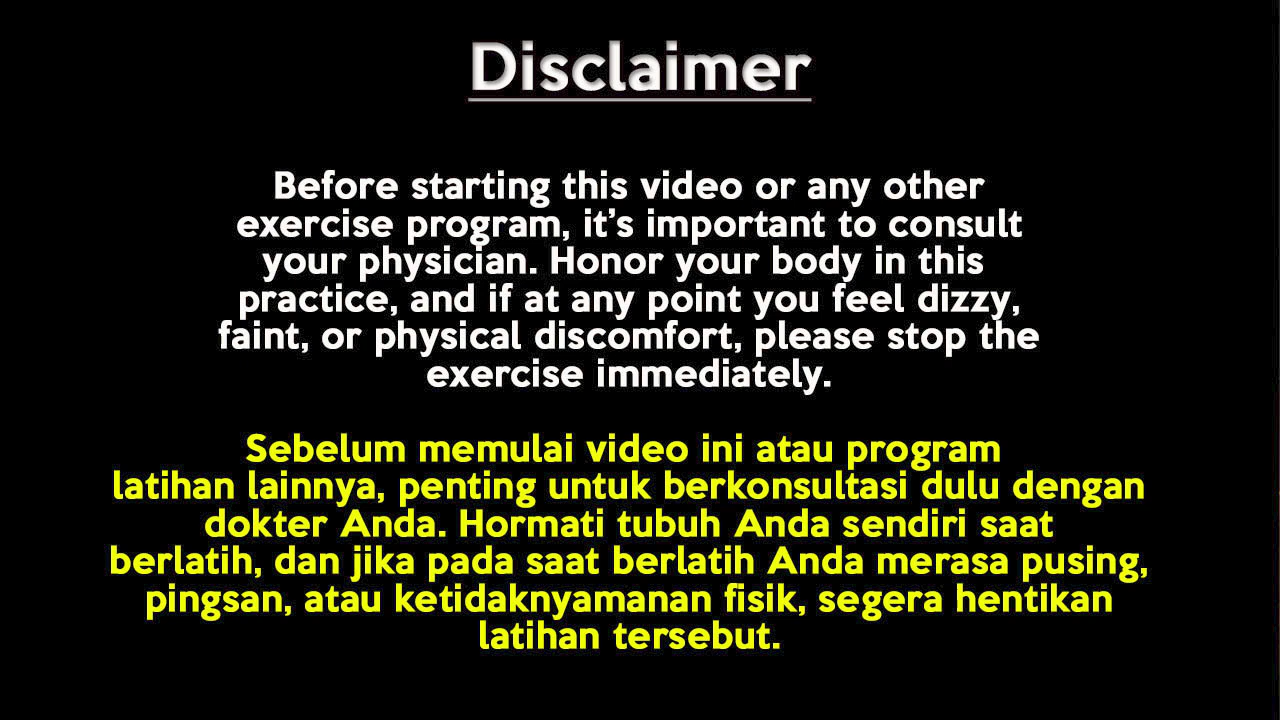 Disclaimer
Before starting this video or any other
exercise program, it's important to consult
your physician. Honor your body in this
practice, and if at any point you feel dizzy,
faint, or physical discomfort, please stop the
exercise immediately.
Sebelum memulai video ini atau program
latihan lainnya, penting untuk berkonsultasi dulu dengan
dokter Anda. Hormati tubuh Anda sendiri saat
berlatih, dan jika pada saat berlatih Anda merasa pusing,
pingsan, atau ketidaknyamanan fisik, segera hentikan
latihan tersebut.